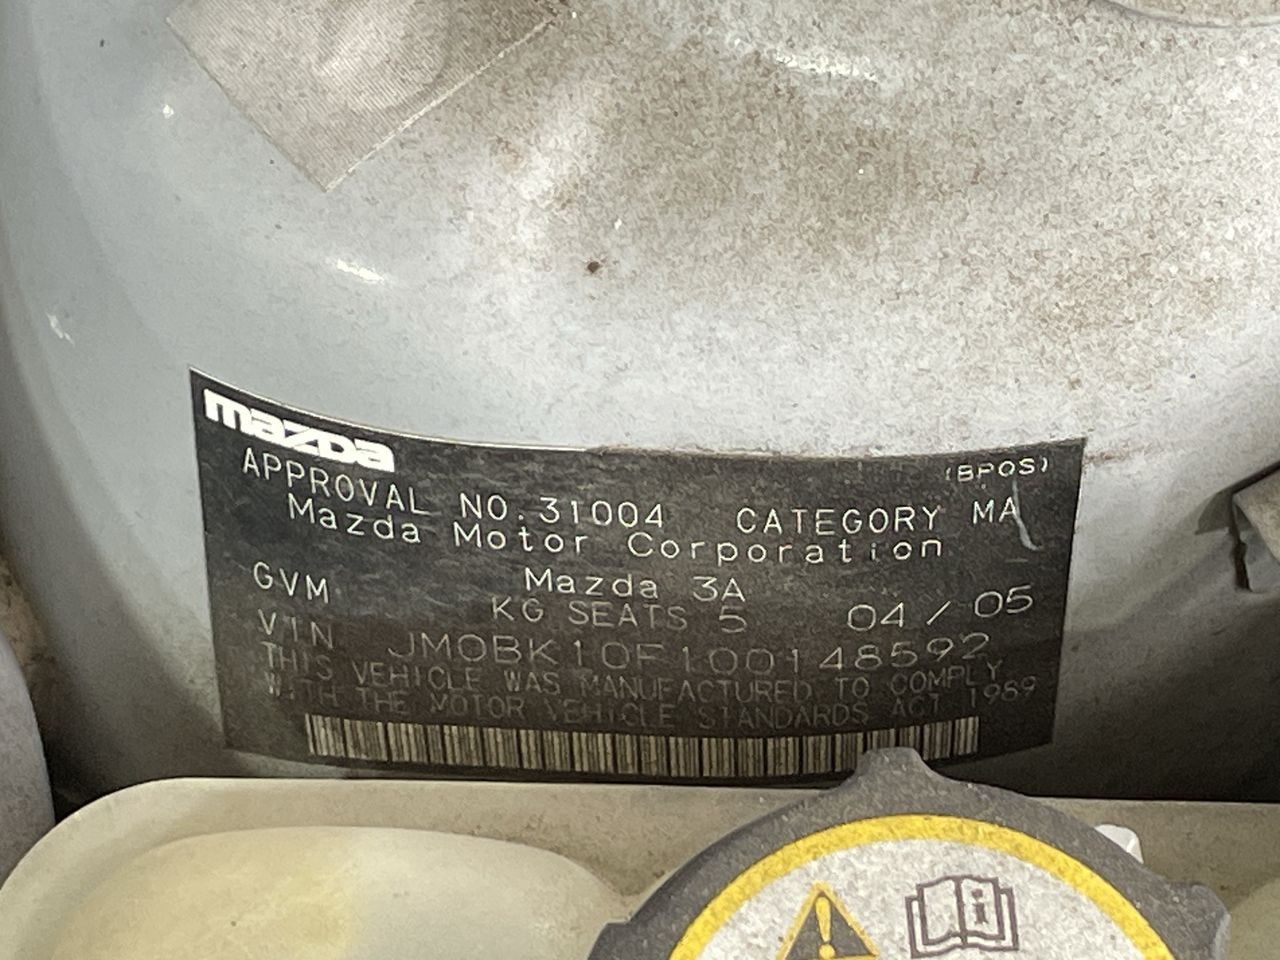 mazda
(BPOS)
APPROVAL NO.31004 CATEGORY MA
Mazda Motor Corporation
Mazda 3A
GVM KG SEATS 5 04/05
VIN JM0BK10F100148592
THIS VEHICLE WAS MANUFACTURED TO COMPLY
WITH THE MOTOR VEHICLE STANDARDS ACT 1989
i